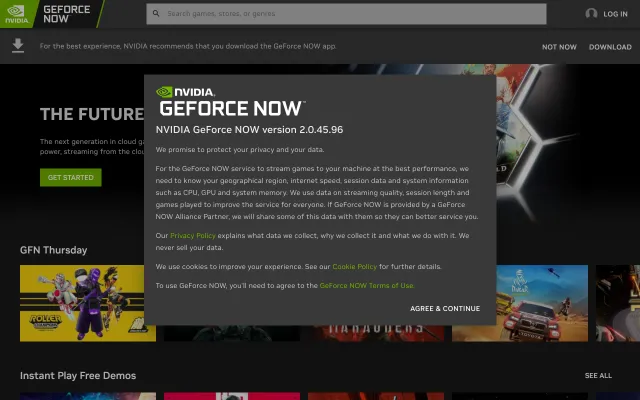 NVIDIA
GEFORCE
NOW
Search games, stores, or genres
LOG IN
For the best experience, NVIDIA recommends that you download the GeForce NOW app.
NOT NOW
DOWNLOAD
THE FUTURE
The next generation in cloud ga
power, streaming from the clou
GET STARTED
NVIDIA.
GEFORCE NOW™
NVIDIA GeForce NOW version 2.0.45.96
We promise to protect your privacy and your data.
For the GeForce NOW service to stream games to your machine at the best performance, we
need to know your geographical region, internet speed, session data and system information
such as CPU, GPU and system memory. We use data on streaming quality, session length and
games played to improve the service for everyone. If GeForce NOW is provided by a GeForce
NOW Alliance Partner, we will share some of this data with them so they can better service you.
Our Privacy Policy explains what data we collect, why we collect it and what we do with it. We
never sell your data.
We use cookies to improve your experience. See our Cookie Policy for further details.
To use GeForce NOW, you'll need to agree to the GeForce NOW Terms of Use.
AGREE & CONTINUE
GFN Thursday
ROLLER
CHAMPIONS
MARAUDERS
DAKAR
Instant Play Free Demos
SEE ALL